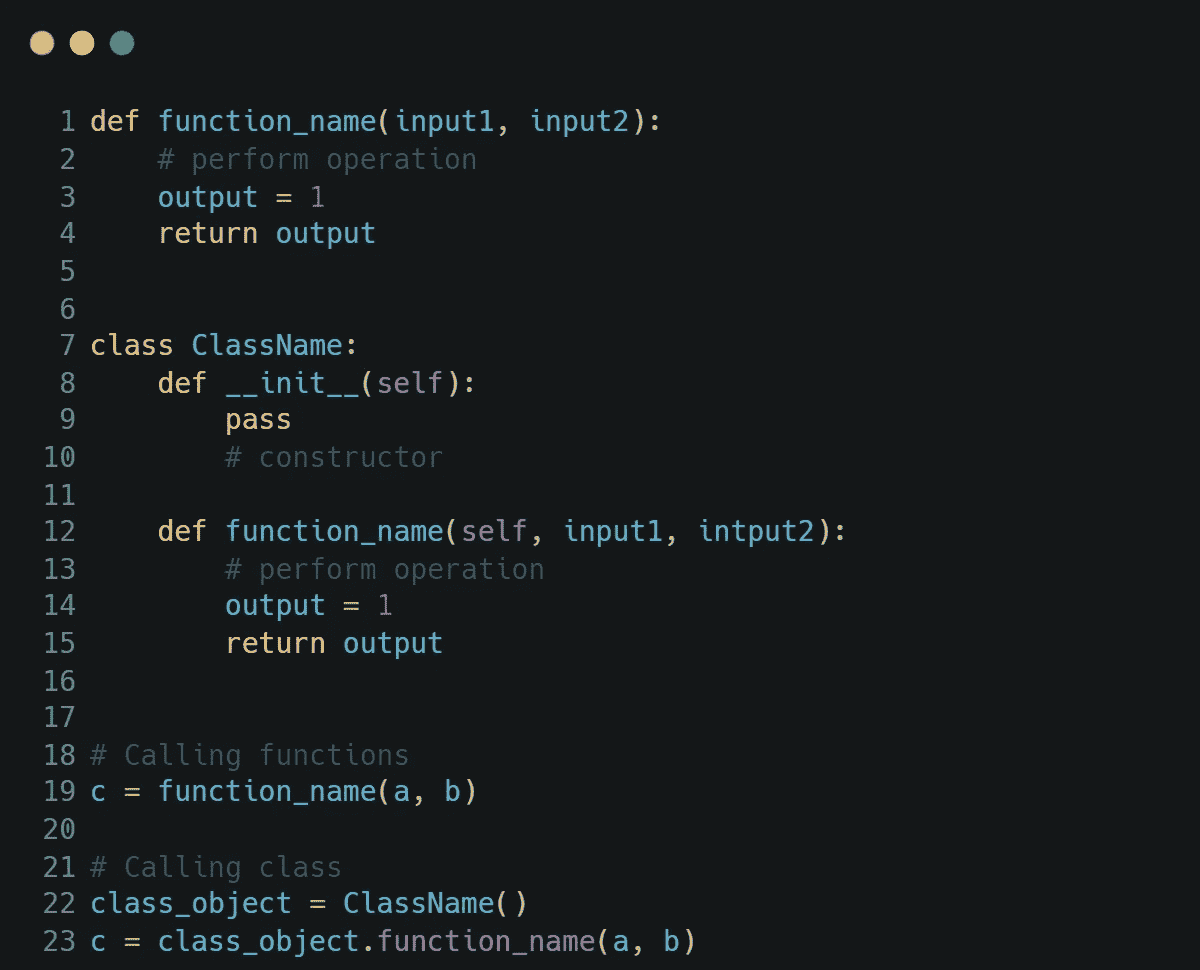 1 def function_name(input1, input2):
2     # perform operation
3     output = 1
4     return output
5
6
7 class ClassName:
8     def __init__(self):
9         pass
10         # constructor
11
12     def function_name(self, input1, intput2):
13         # perform operation
14         output = 1
15         return output
16
17
18 # Calling functions
19 c = function_name(a, b)
20
21 # Calling class
22 class_object = ClassName()
23 c = class_object.function_name(a, b)